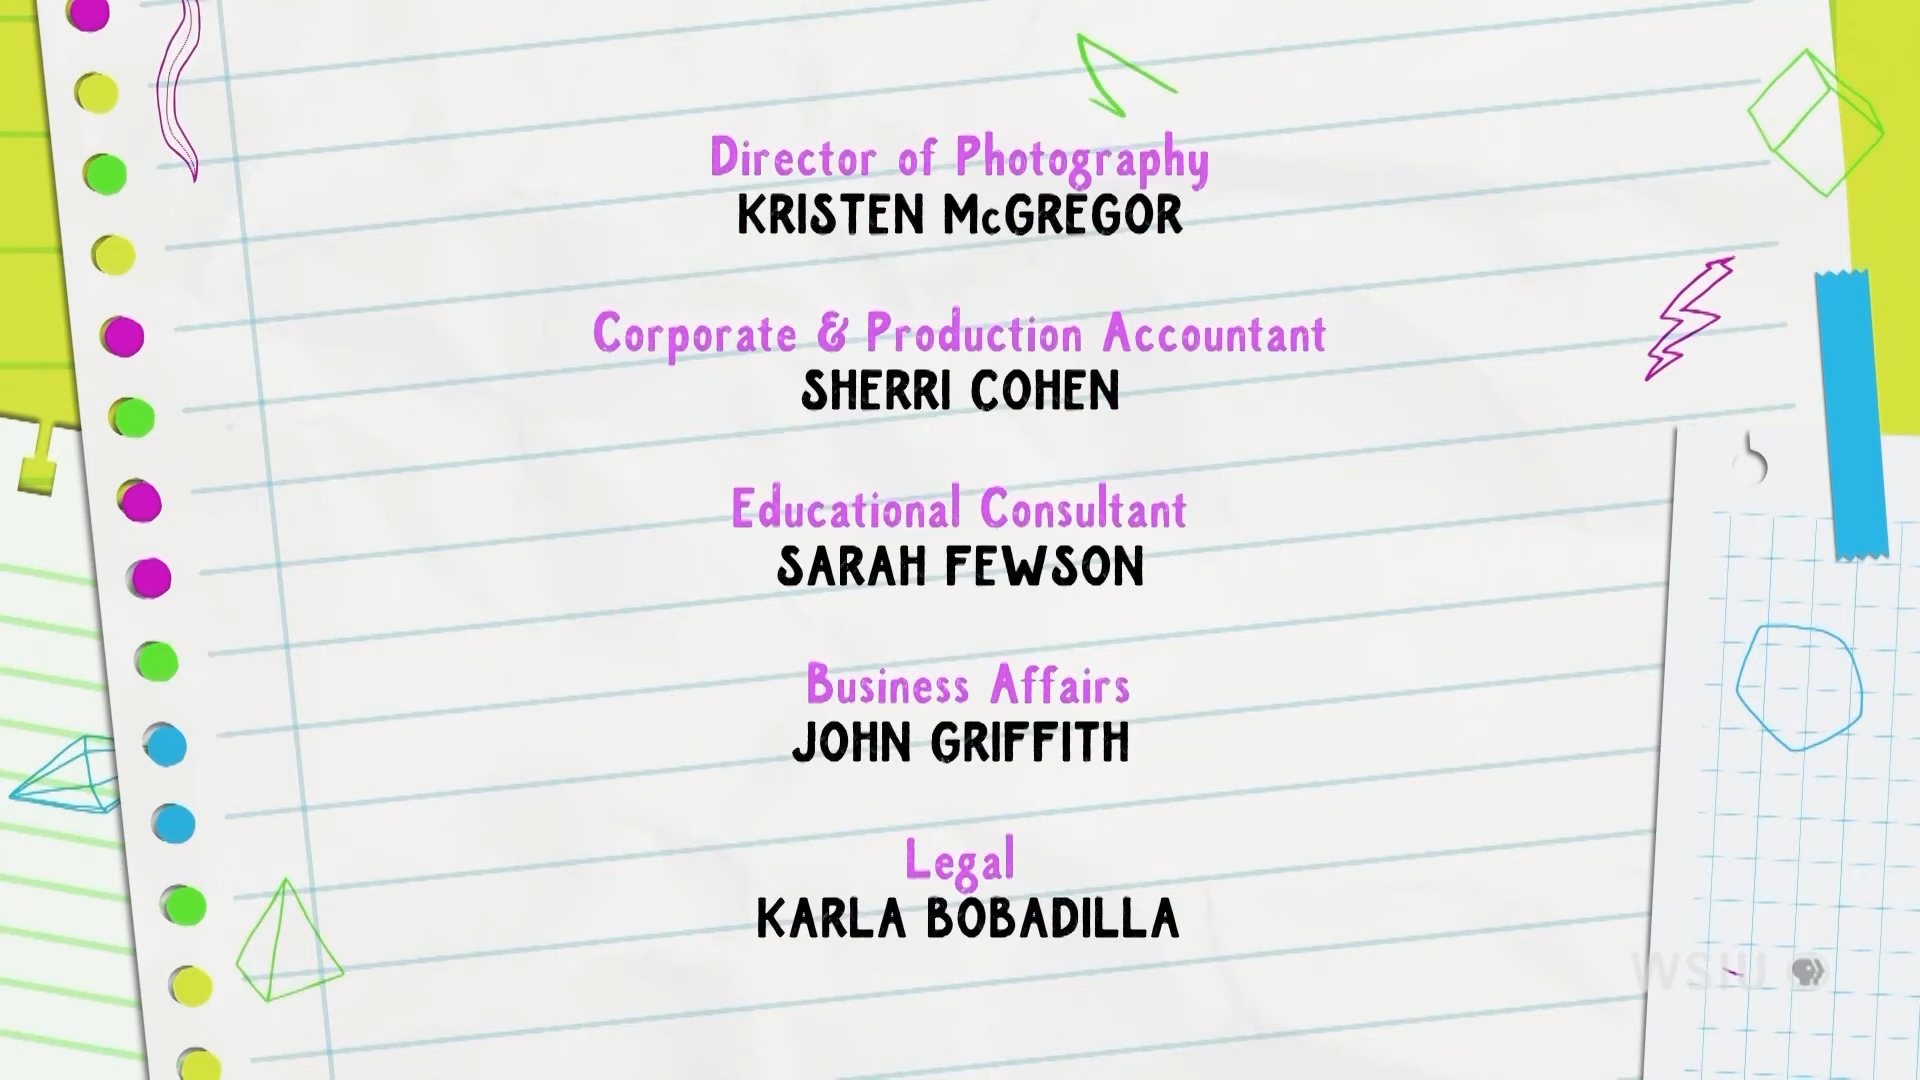 Director of Photography
KRISTEN McGREGOR
Corporate & Production Accountant
SHERRI COHEN
Educational Consultant
SARAH FEWSON
Business Affairs
JOHN GRIFFITH
Legal
KARLA BOBADILLA
WSIU